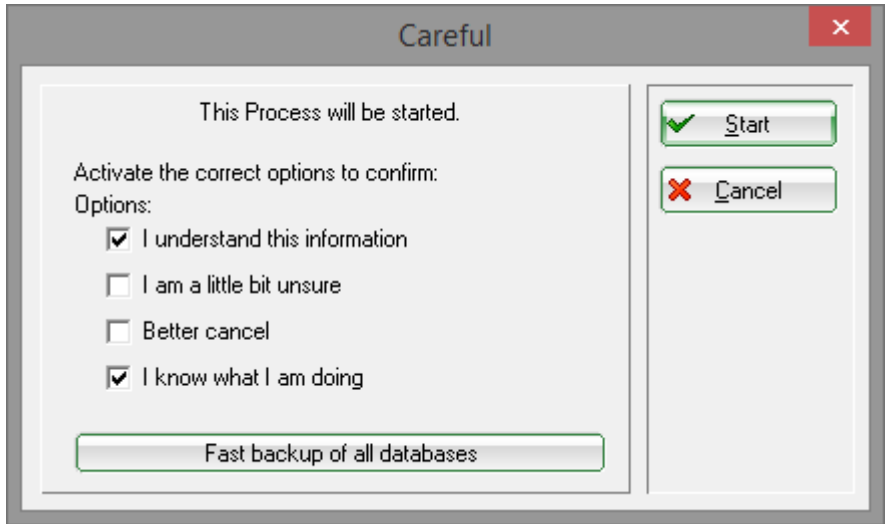 Careful
This Process will be started.
Activate the correct options to confirm:
Options:
I understand this information
I am a little bit unsure
Better cancel
I know what I am doing
Fast backup of all databases
Start
Cancel